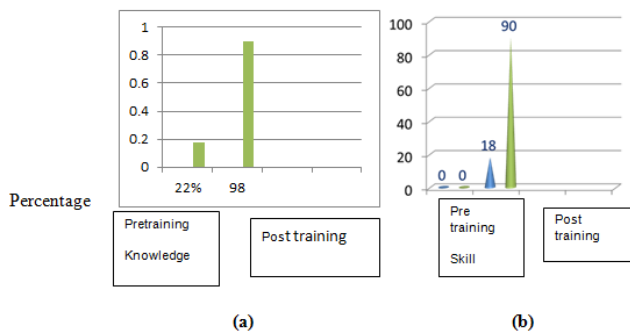 1
0.8
0.6
0.4
0.2
0
22% 98
Percentage
Pretraining
Knowledge
Post training
(a)
100
80
60
40
20
0
0 0 18 90
Pre
training
Skill
Post
training
(b)